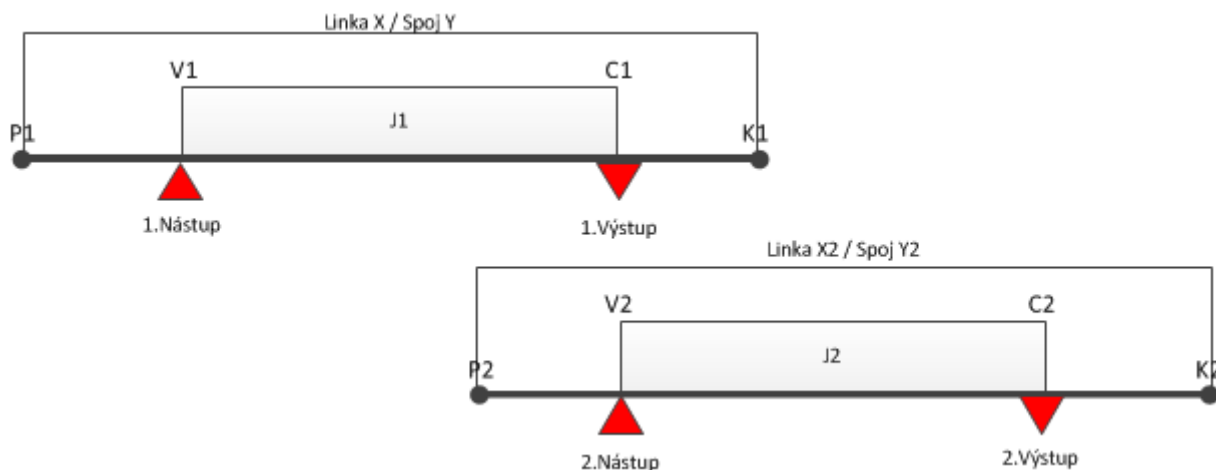 Linka X / Spoj Y
V1
C1
J1
P1
K1
1.Nástup
1.Výstup
Linka X2 / Spoj Y2
V2
C2
J2
P2
K2
2.Nástup
2.Výstup